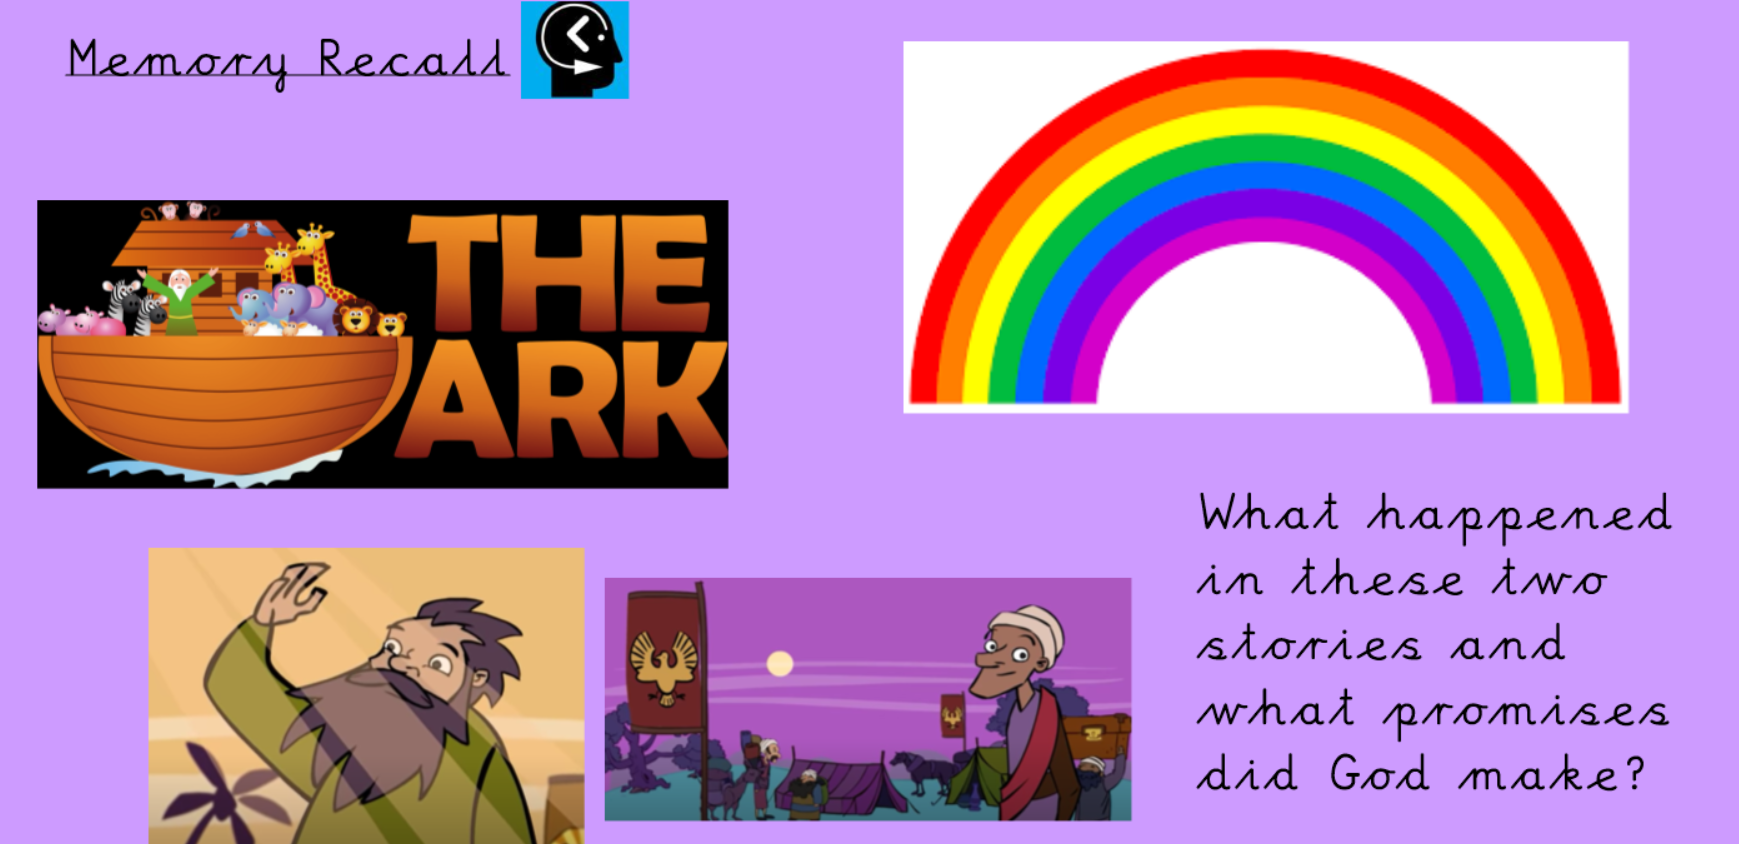 Memory Recall
THE
ARK
What happened
in these two
stories and
what promises
did God make?